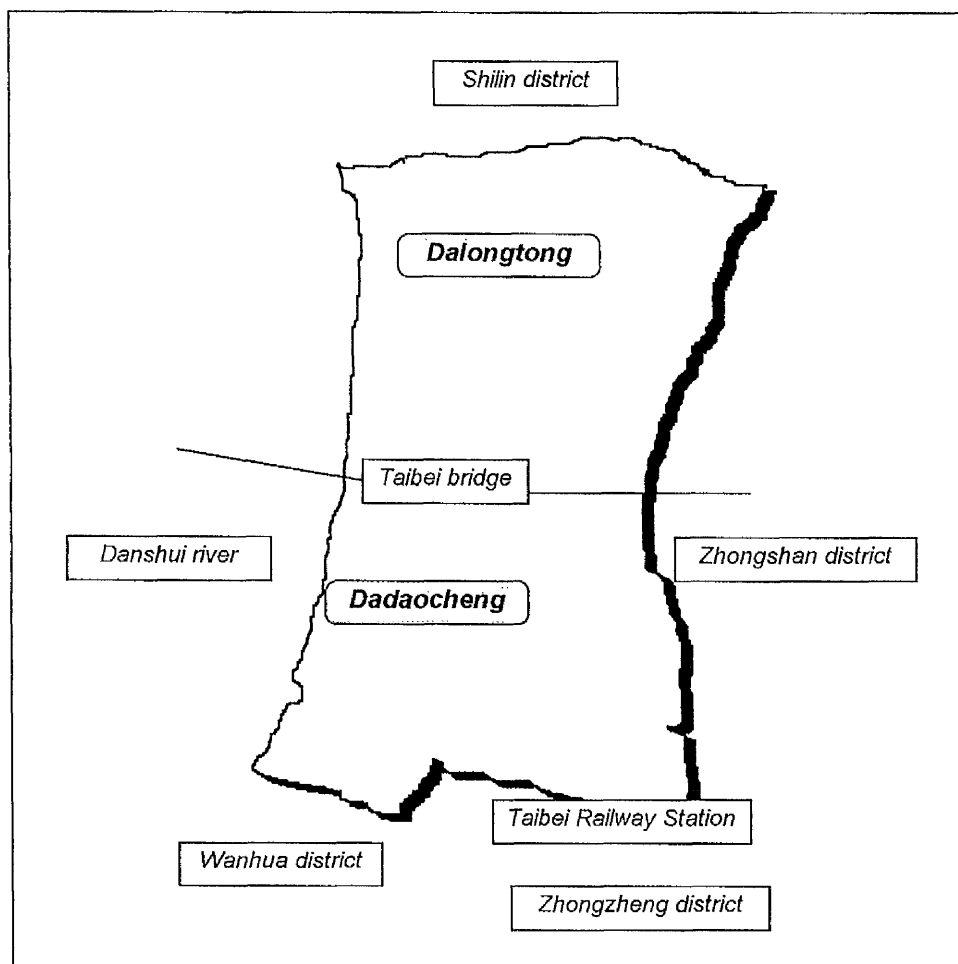 Shilin district
Dalongtong
Taibei bridge
Danshui river
Zhongshan district
Dadaocheng
Taibei Railway Station
Wanhua district
Zhongzheng district